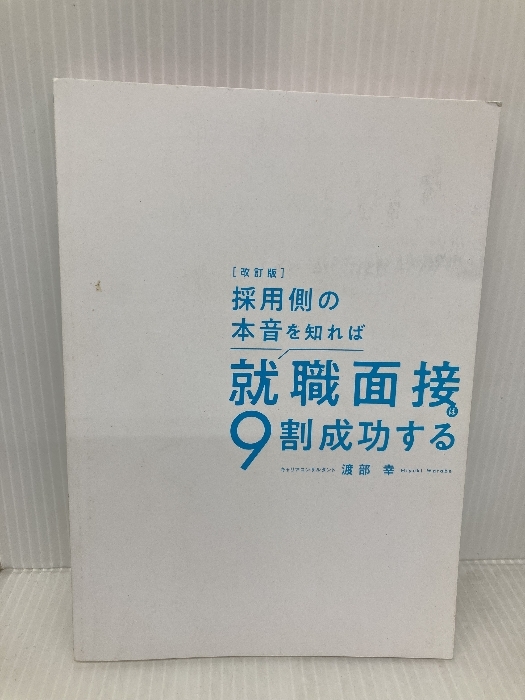 ［改訂版］
採用側の
本音を知れば
就職面接は
9割成功する
キャリアコンサルタント 渡部 幸 Miyuki Watabe